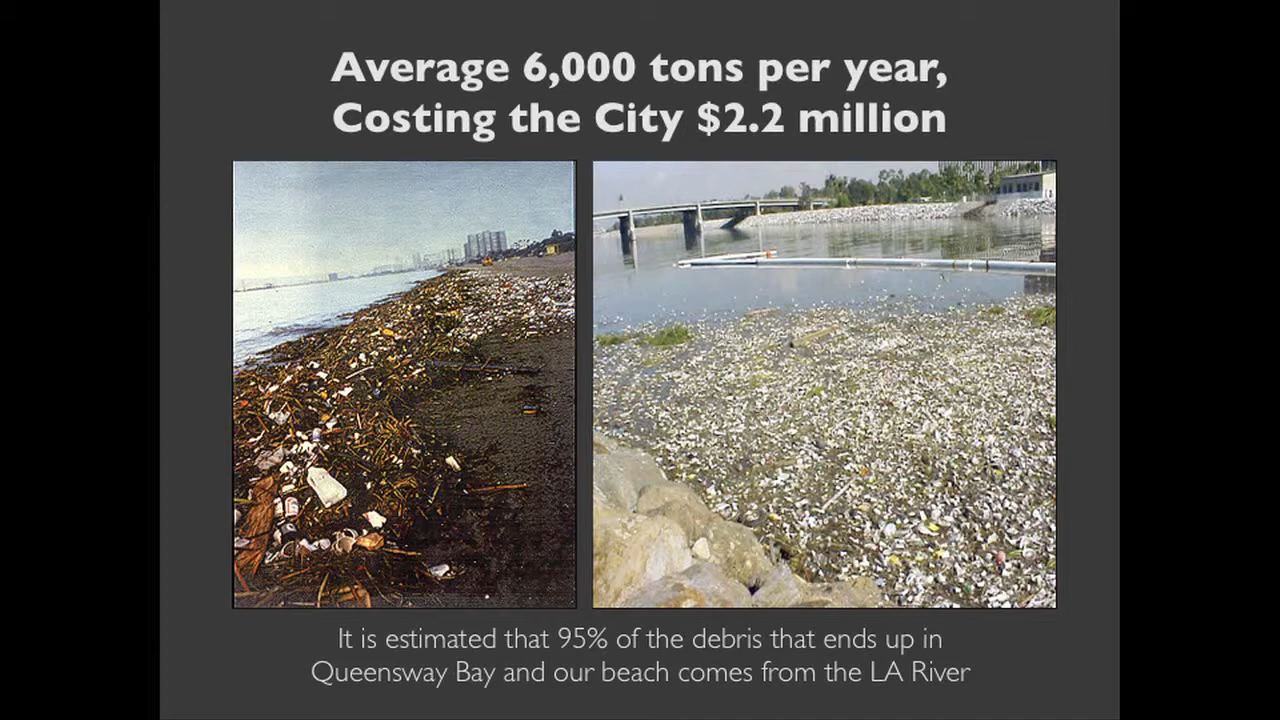 Average 6,000 tons per year,
Costing the City $2.2 million
It is estimated that 95% of the debris that ends up in
Queensway Bay and our beach comes from the LA River